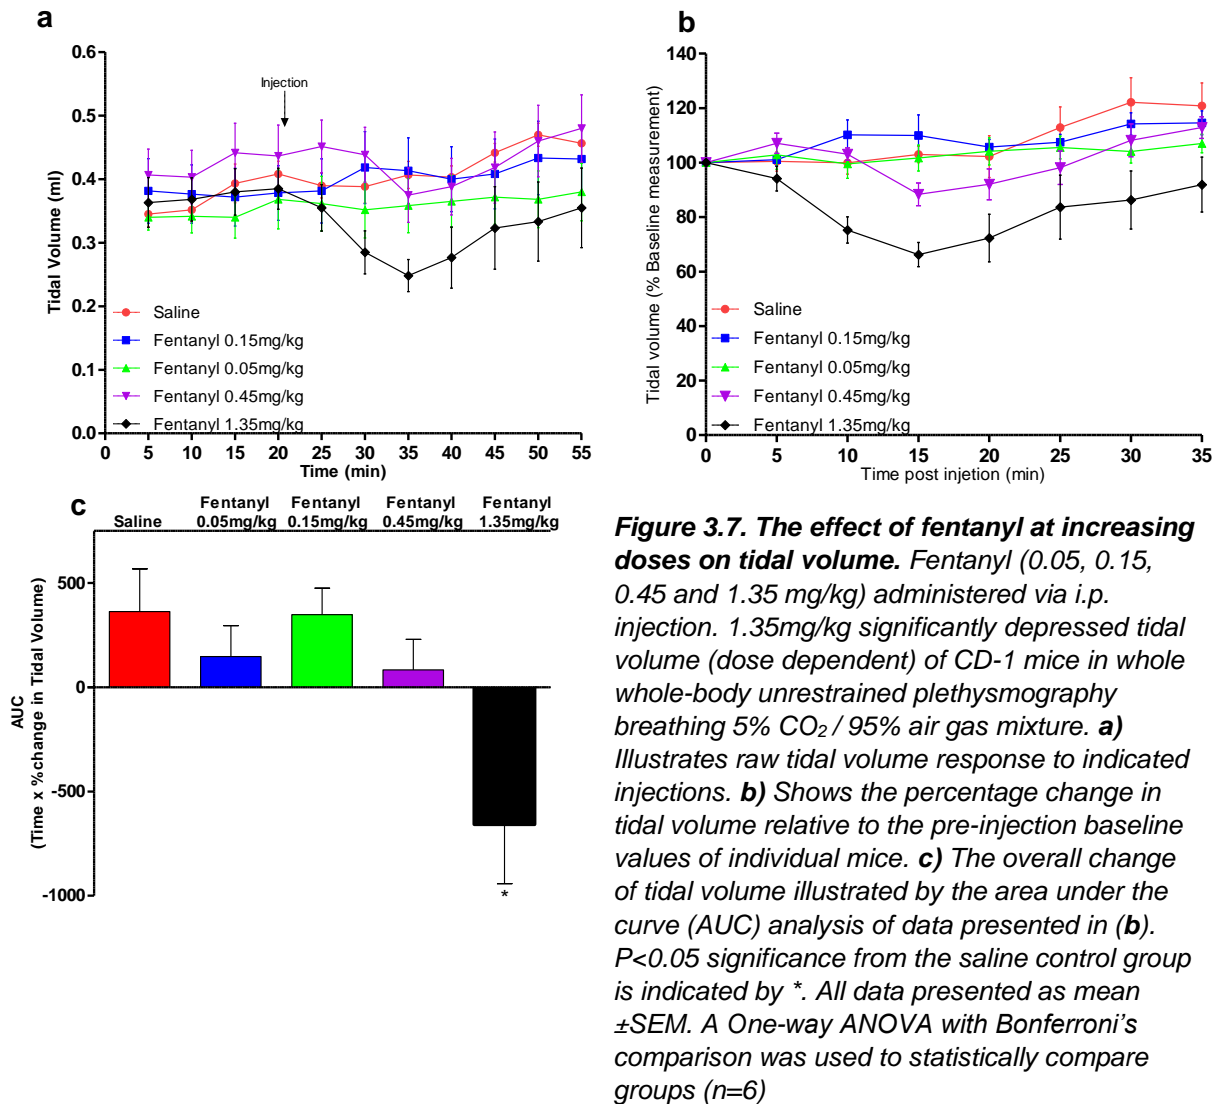 a
0.6
0.5
0.4
0.3
0.2
0.1
0.0
Tidal Volume (ml)
Injection
Saline
Fentanyl 0.15mg/kg
Fentanyl 0.05mg/kg
Fentanyl 0.45mg/kg
Fentanyl 1.35mg/kg
5 10 15 20 25 30 35 40 45 50 55
Time (min)
b
140
120
100
80
60
40
20
0
Tidal volume (% Baseline measurement)
Saline
Fentanyl 0.15mg/kg
Fentanyl 0.05mg/kg
Fentanyl 0.45mg/kg
Fentanyl 1.35mg/kg
0 5 10 15 20 25 30 35
Time post injetion (min)
c
Saline
Fentanyl
0.05mg/kg
Fentanyl
0.15mg/kg
Fentanyl
0.45mg/kg
Fentanyl
1.35mg/kg
500
0
-500
-1000
AUC
(Time x %change in Tidal Volume)
*
Figure 3.7. The effect of fentanyl at increasing
doses on tidal volume. Fentanyl (0.05, 0.15,
0.45 and 1.35 mg/kg) administered via i.p.
injection. 1.35mg/kg significantly depressed tidal
volume (dose dependent) of CD-1 mice in whole
whole-body unrestrained plethysmography
breathing 5% CO₂ / 95% air gas mixture. a)
Illustrates raw tidal volume response to indicated
injections. b) Shows the percentage change in
tidal volume relative to the pre-injection baseline
values of individual mice. c) The overall change
of tidal volume illustrated by the area under the
curve (AUC) analysis of data presented in (b).
P<0.05 significance from the saline control group
is indicated by *. All data presented as mean
±SEM. A One-way ANOVA with Bonferroni's
comparison was used to statistically compare
groups (n=6)